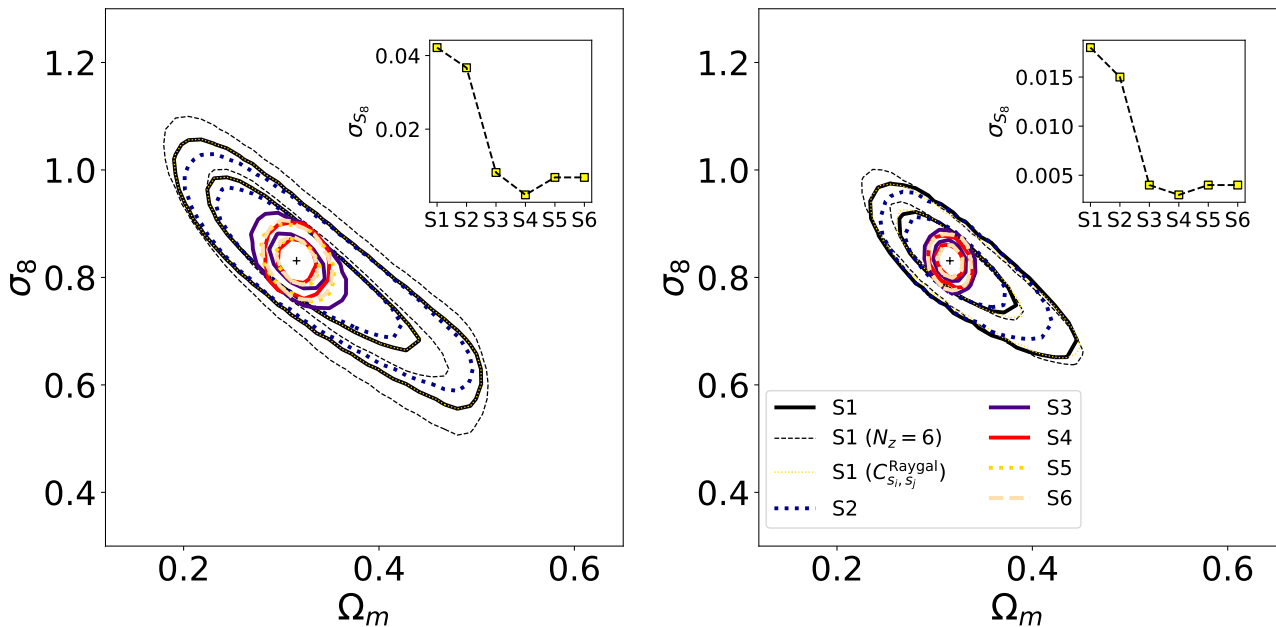 1.2
1.0
0.8
0.6
0.4
σ8
0.2 0.4 0.6
Ωm
0.04
0.02
σS8
S1 S2 S3 S4 S5 S6
1.2
1.0
0.8
0.6
0.4
σ8
0.2 0.4 0.6
Ωm
0.015
0.010
0.005
σS8
S1 S2 S3 S4 S5 S6
S1
S1 (Nz = 6)
S1 (C^Raygal_si,sj)
S2
S3
S4
S5
S6